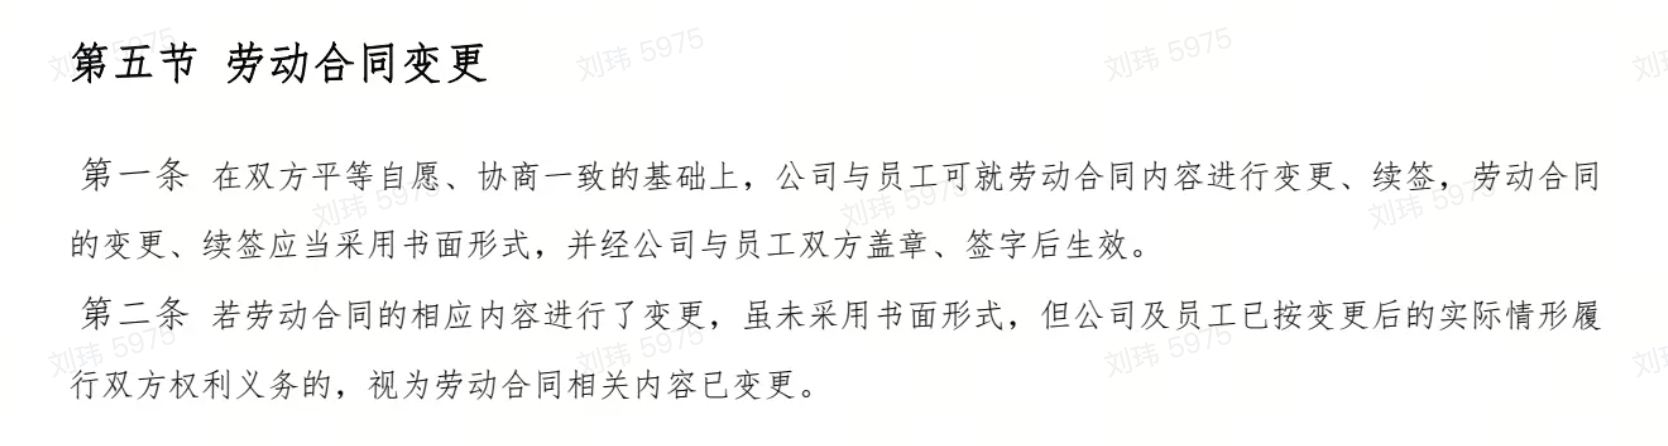 第五节 劳动合同变更
第一条 在双方平等自愿、协商一致的基础上，公司与员工可就劳动合同内容进行变更、续签，劳动合同
的变更、续签应当采用书面形式，并经公司与员工双方盖章、签字后生效。
第二条 若劳动合同的相应内容进行了变更，虽未采用书面形式，但公司及员工已按变更后的实际情形履
行双方权利义务的，视为劳动合同相关内容已变更。
刘玮 5975
刘玮 5975
刘玮 5975
刘玮
刘玮 5975
刘玮 5975
刘玮 5975
刘玮 5975
刘玮 5975
刘玮 5975
刘玮